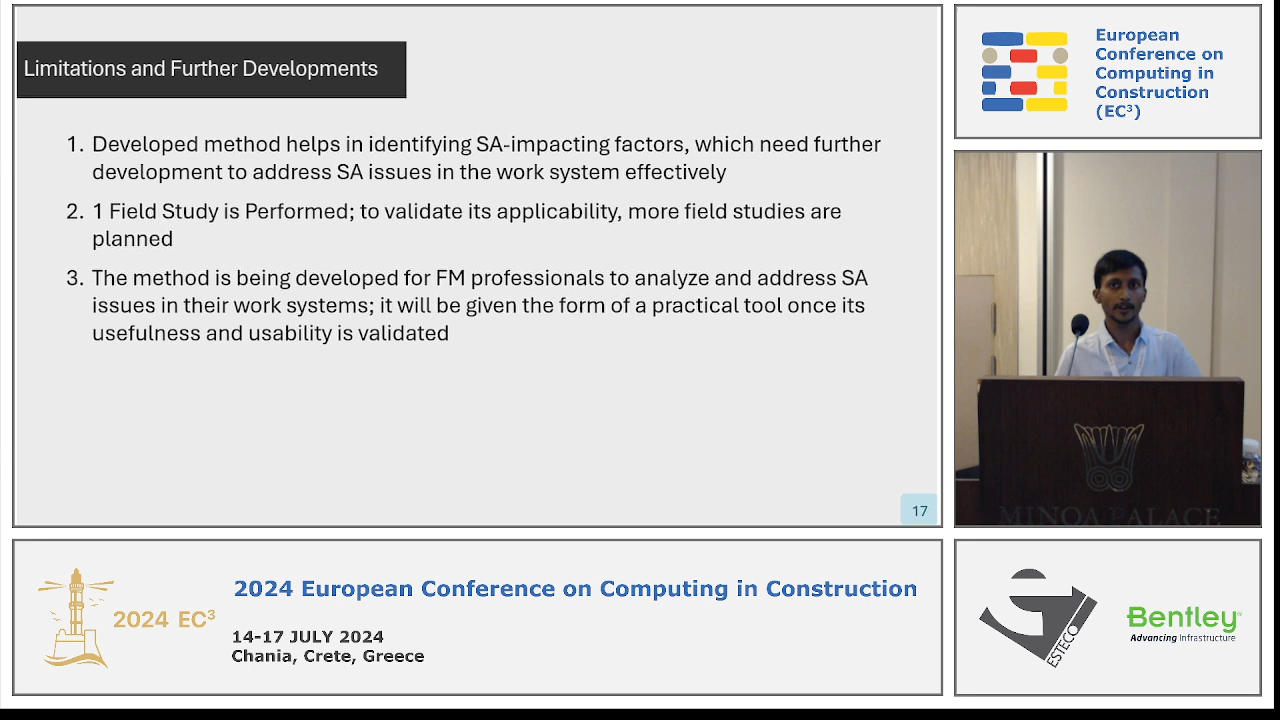 Limitations and Further Developments
1. Developed method helps in identifying SA-impacting factors, which need further
development to address SA issues in the work system effectively
2. 1 Field Study is Performed; to validate its applicability, more field studies are
planned
3. The method is being developed for FM professionals to analyze and address SA
issues in their work systems; it will be given the form of a practical tool once its
usefulness and usability is validated
17
European
Conference on
Computing in
Construction
(EC³)
MINOA PALACE
2024 EC³
2024 European Conference on Computing in Construction
14-17 JULY 2024
Chania, Crete, Greece
ESTECO
Bentley™
Advancing Infrastructure